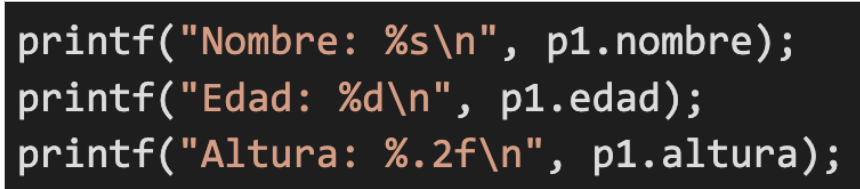 printf("Nombre: %s\n", p1.nombre);
printf("Edad: %d\n", p1.edad);
printf("Altura: %.2f\n", p1.altura);